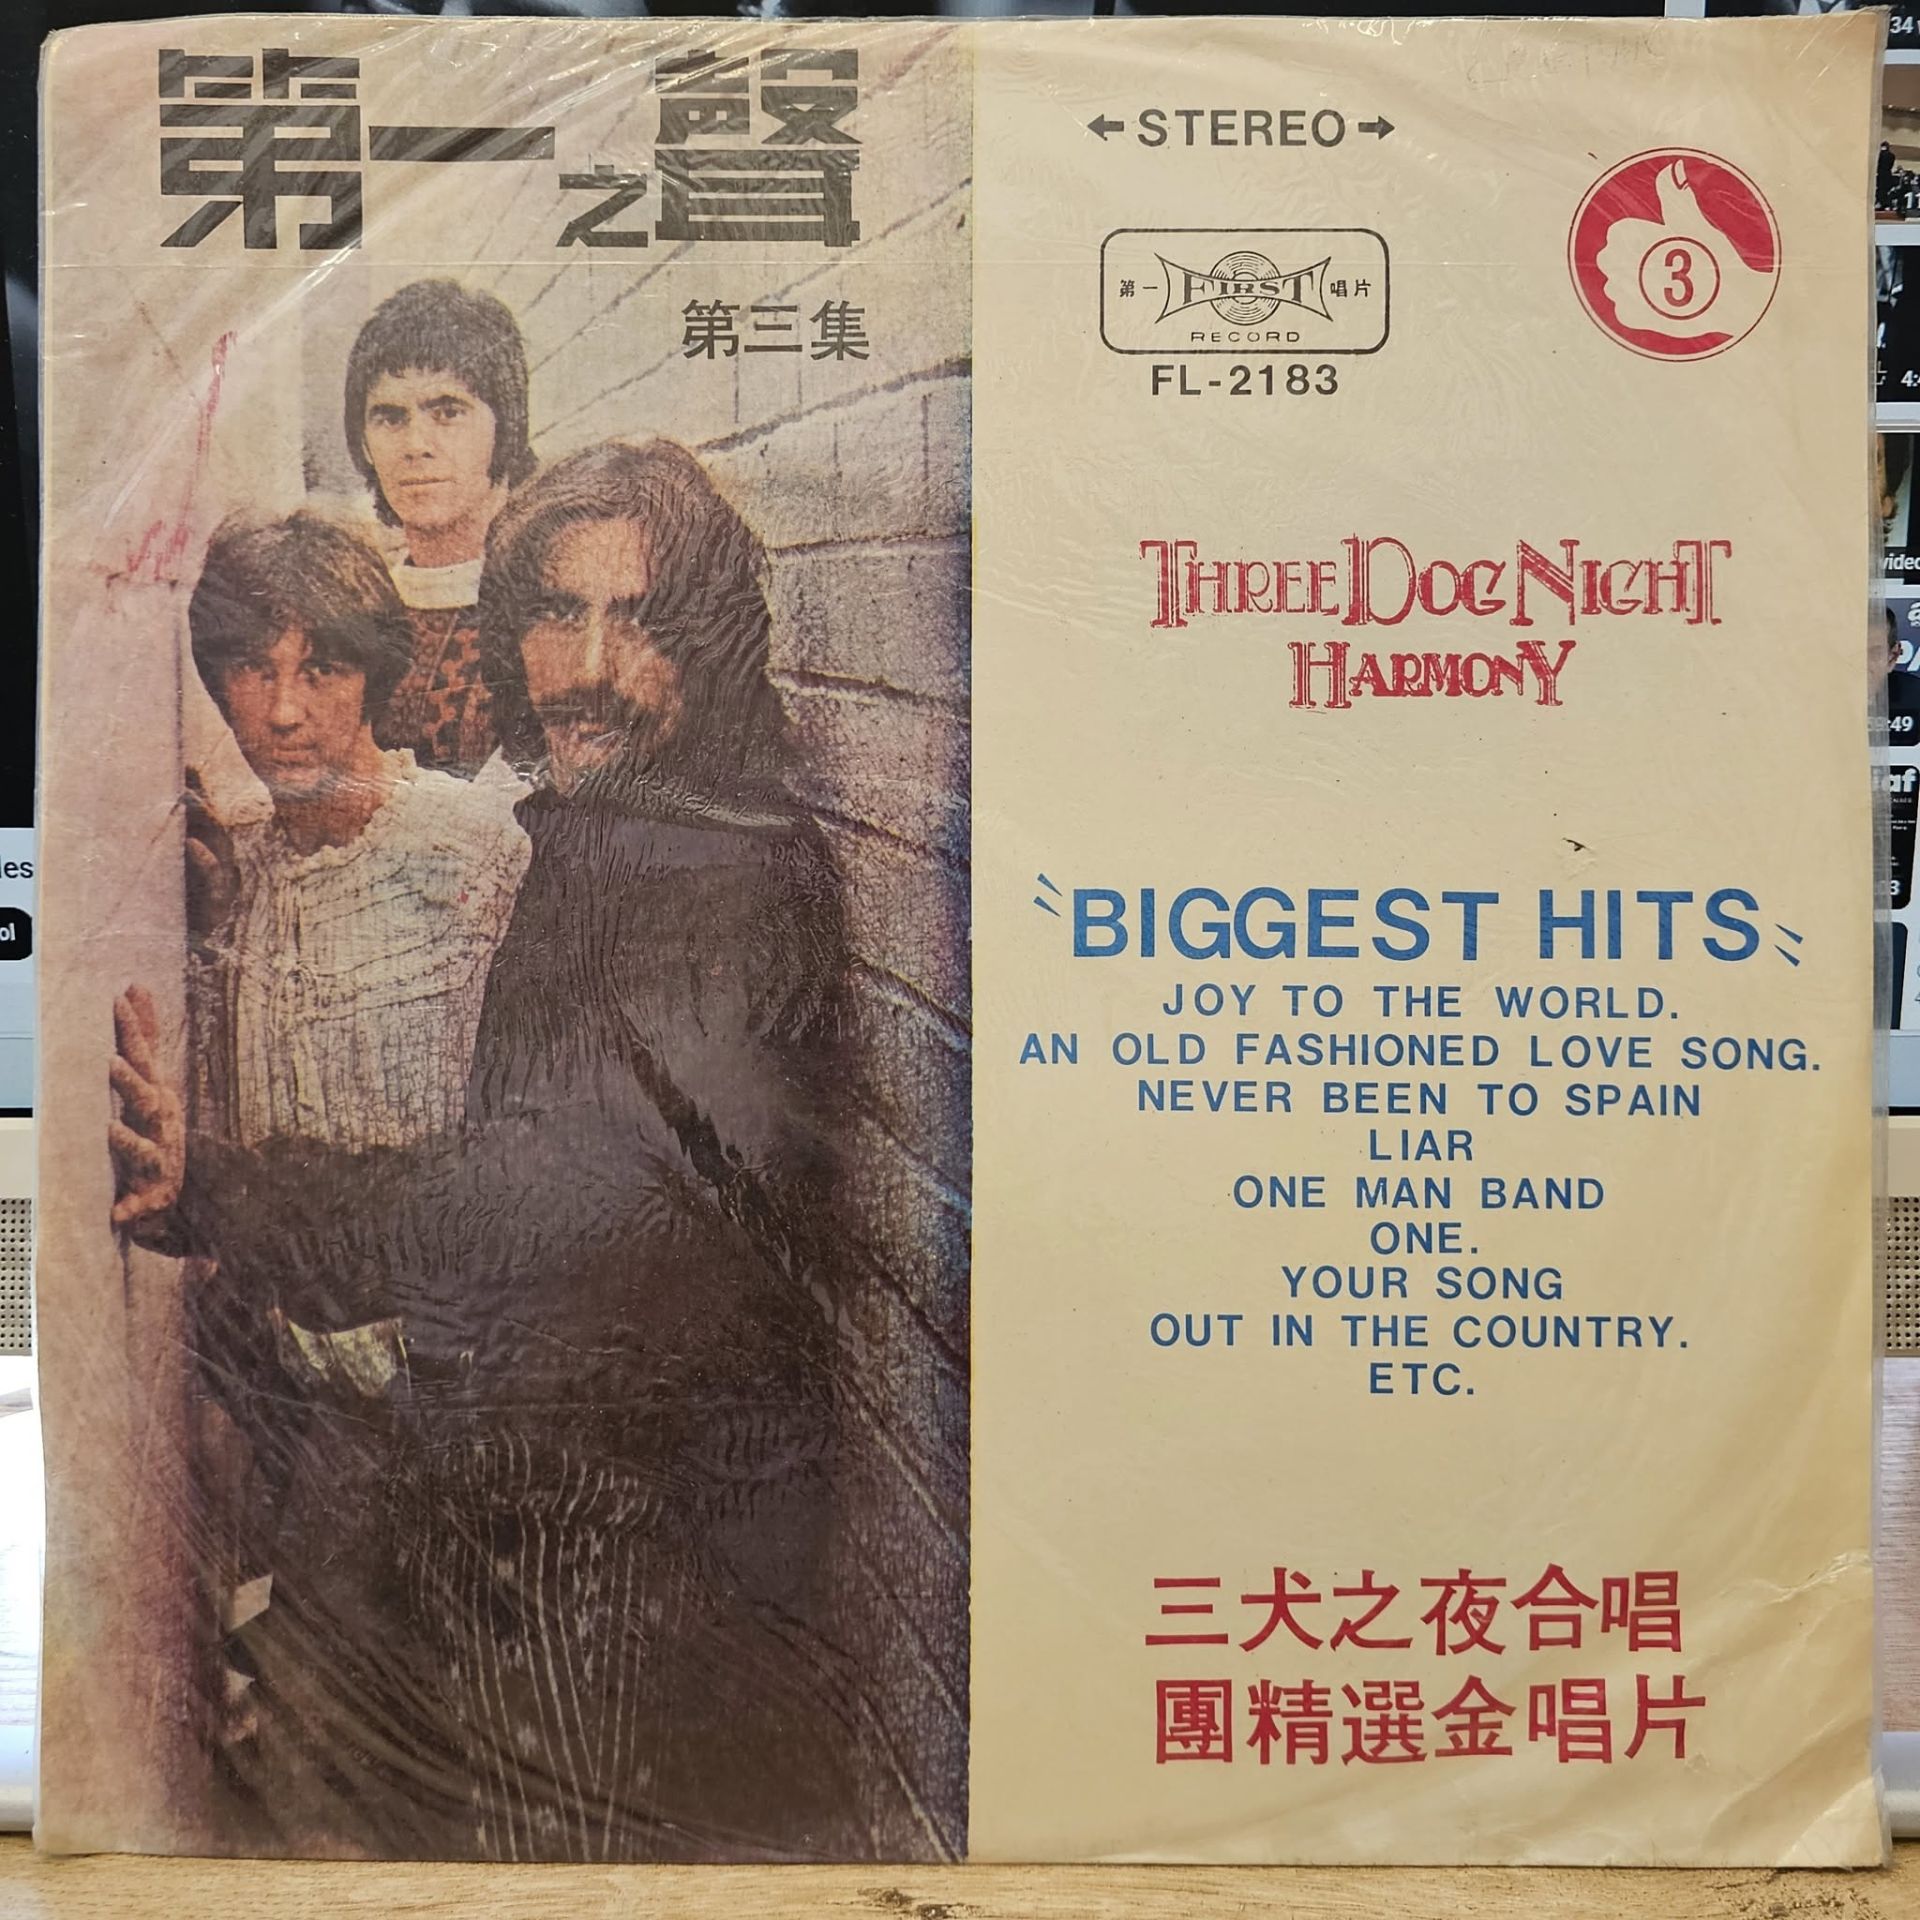 第一之聲
第三集
←STEREO→
第一 FIRST 唱片
RECORD
FL-2183
3
THREE DOG NIGHT
HARMONY
"BIGGEST HITS"
JOY TO THE WORLD.
AN OLD FASHIONED LOVE SONG.
NEVER BEEN TO SPAIN
LIAR
ONE MAN BAND
ONE.
YOUR SONG
OUT IN THE COUNTRY.
ETC.
三犬之夜合唱
團精選金唱片